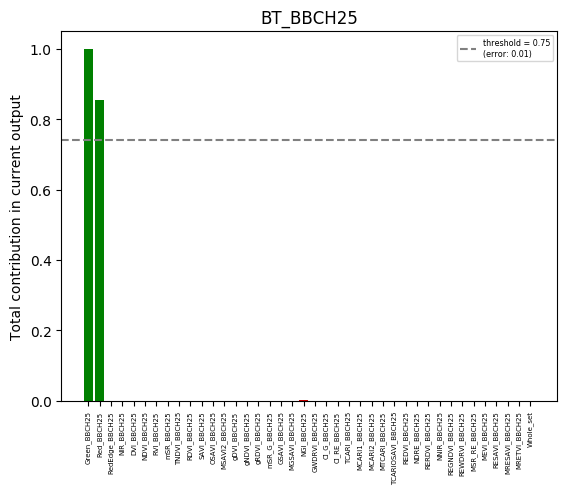 BT_BBCH25
threshold = 0.75
(error: 0.01)
Total contribution in current output
1.0
0.8
0.6
0.4
0.2
0.0
Green_BBCH25
Red_BBCH25
RedEdge_BBCH25
NIR_BBCH25
DVI_BBCH25
NDVI_BBCH25
RVI_BBCH25
mSR_BBCH25
TNDVI_BBCH25
RDVI_BBCH25
SAVI_BBCH25
OSAVI_BBCH25
MSAVI2_BBCH25
gDVI_BBCH25
gNDVI_BBCH25
gRDVI_BBCH25
mSR_G_BBCH25
GSAVI_BBCH25
MGSAVI_BBCH25
NGI_BBCH25
GWDRVI_BBCH25
CI_G_BBCH25
CI_RE_BBCH25
TCARI_BBCH25
MCARI1_BBCH25
MCARI2_BBCH25
MTCARI_BBCH25
TCARIOSAVI_BBCH25
REDVI_BBCH25
NDRE_BBCH25
RERDVI_BBCH25
NNIR_BBCH25
REGNDVI_BBCH25
REWDRVI_BBCH25
MSR_RE_BBCH25
MEVI_BBCH25
RESAVI_BBCH25
MRESAVI_BBCH25
MRETVI_BBCH25
Whole_set